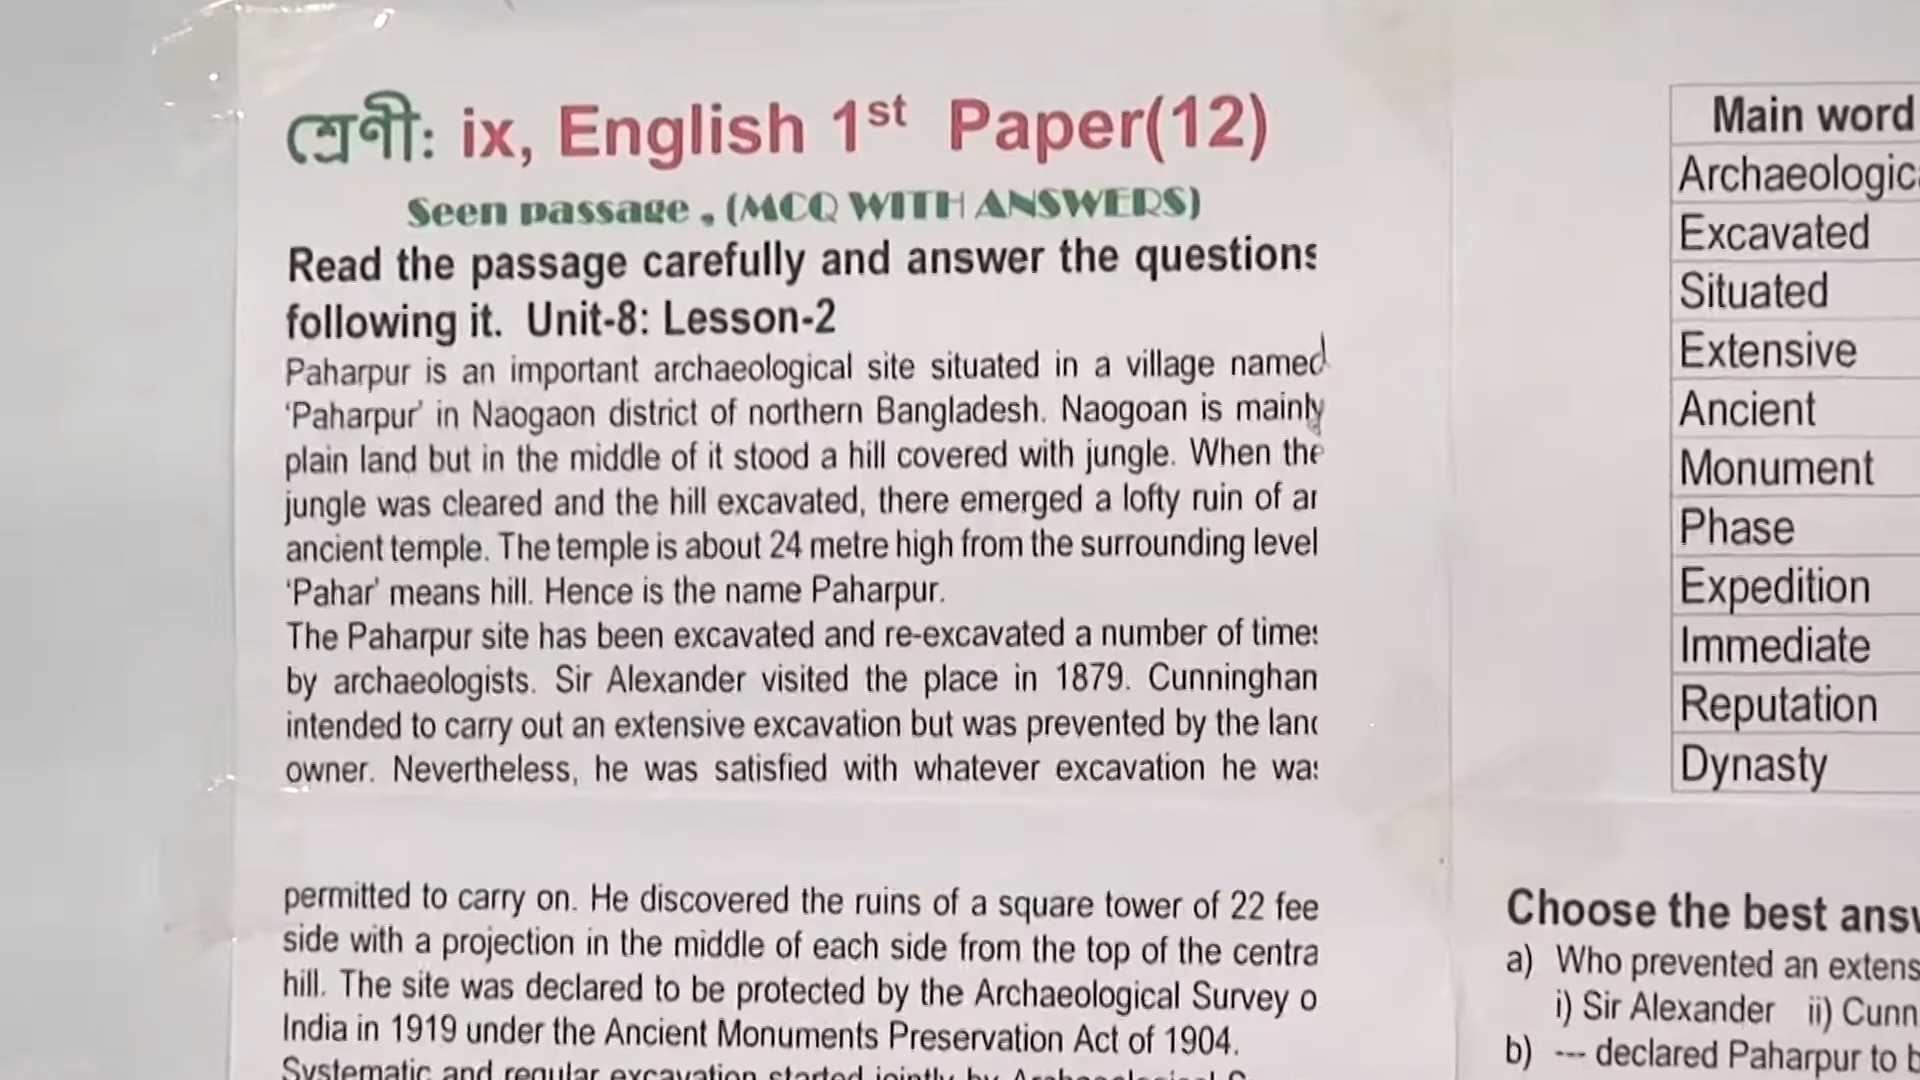 শ্রেণী: ix, English 1st Paper(12)
Seen passage , (MCQ WITH ANSWERS)
Read the passage carefully and answer the questions
following it. Unit-8: Lesson-2
Paharpur is an important archaeological site situated in a village named
‘Paharpur’ in Naogaon district of northern Bangladesh. Naogoan is mainly
plain land but in the middle of it stood a hill covered with jungle. When the
jungle was cleared and the hill excavated, there emerged a lofty ruin of
ancient temple. The temple is about 24 metre high from the surrounding level
‘Pahar’ means hill. Hence is the name Paharpur.
The Paharpur site has been excavated and re-excavated a number of times
by archaeologists. Sir Alexander visited the place in 1879. Cunninghan
intended to carry out an extensive excavation but was prevented by the
owner. Nevertheless, he was satisfied with whatever excavation he was
permitted to carry on. He discovered the ruins of a square tower of 22 fee
side with a projection in the middle of each side from the top of the centra
hill. The site was declared to be protected by the Archaeological Survey o
India in 1919 under the Ancient Monuments Preservation Act of 1904.
Systematic and regular excavation started jointly by
Main word
Archaeologica
Excavated
Situated
Extensive
Ancient
Monument
Phase
Expedition
Immediate
Reputation
Dynasty
Choose the best
a) Who prevented an extens
i) Sir Alexander ii) Cunn
b) --- declared Paharpur to b